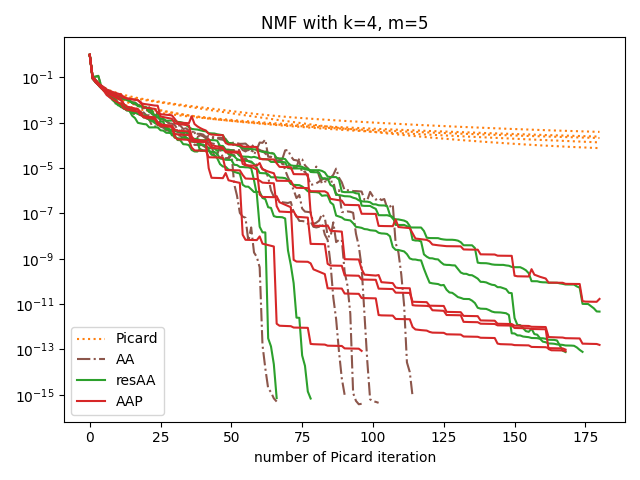 NMF with k=4, m=5
10⁻¹
10⁻³
10⁻⁵
10⁻⁷
10⁻⁹
10⁻¹¹
10⁻¹³
10⁻¹⁵
Picard
AA
resAA
AAP
0 25 50 75 100 125 150 175
number of Picard iteration